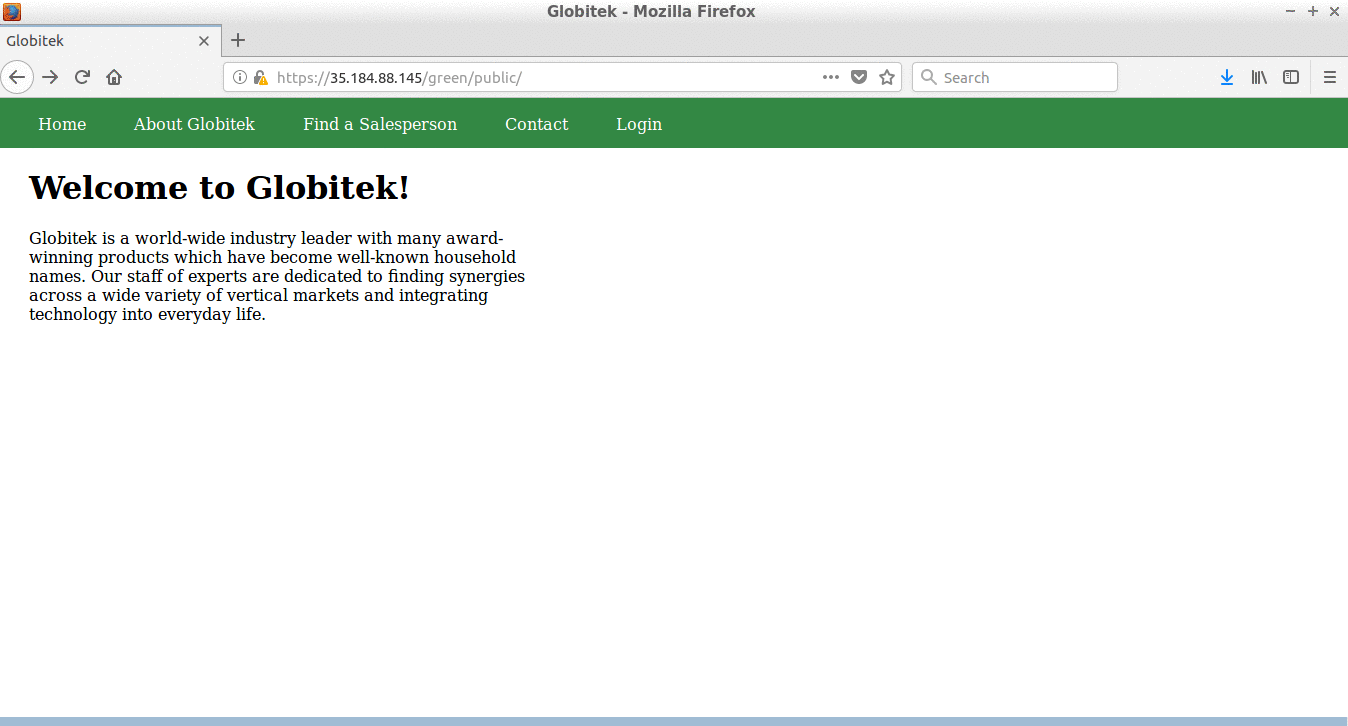 Globitek - Mozilla Firefox
Globitek
https://35.184.88.145/green/public/
Search
Home About Globitek Find a Salesperson Contact Login
Welcome to Globitek!
Globitek is a world-wide industry leader with many award-
winning products which have become well-known household
names. Our staff of experts are dedicated to finding synergies
across a wide variety of vertical markets and integrating
technology into everyday life.